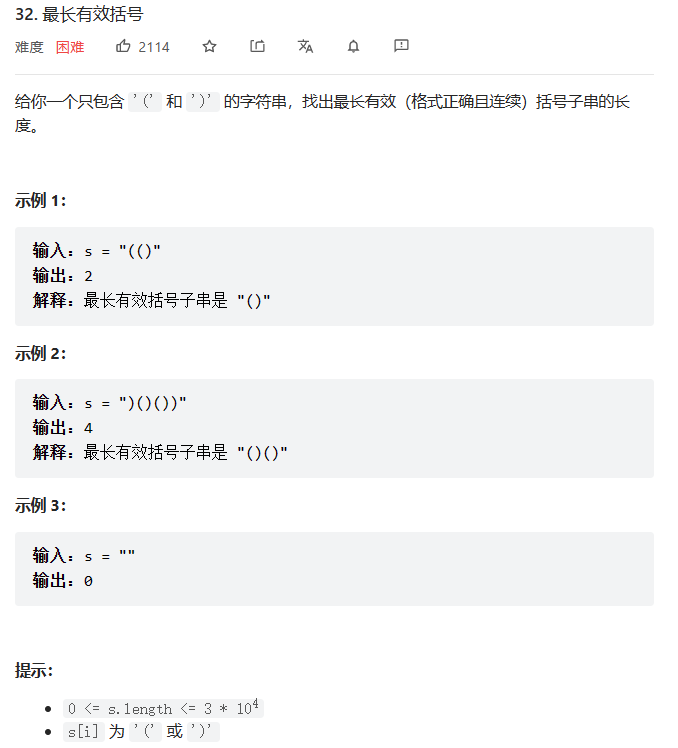 32. 最长有效括号
难度 困难 2114
给你一个只包含 '(' 和 ')' 的字符串，找出最长有效（格式正确且连续）括号子串的长
度。
示例 1：
输入：s = "(()"
输出：2
解释：最长有效括号子串是 "()"
示例 2：
输入：s = ")()())"
输出：4
解释：最长有效括号子串是 "()()"
示例 3：
输入：s = ""
输出：0
提示：
0 <= s.length <= 3 * 10⁴
s[i] 为 '(' 或 ')'